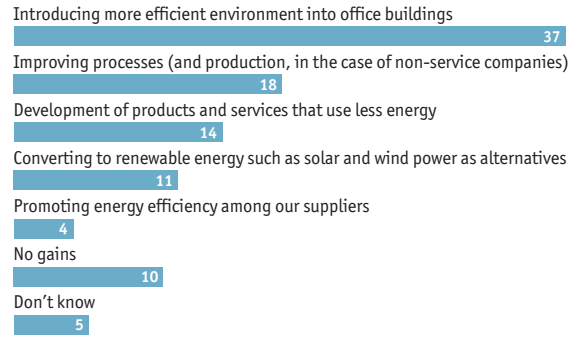 Introducing more efficient environment into office buildings
37
Improving processes (and production, in the case of non-service companies)
18
Development of products and services that use less energy
14
Converting to renewable energy such as solar and wind power as alternatives
11
Promoting energy efficiency among our suppliers
4
No gains
10
Don’t know
5